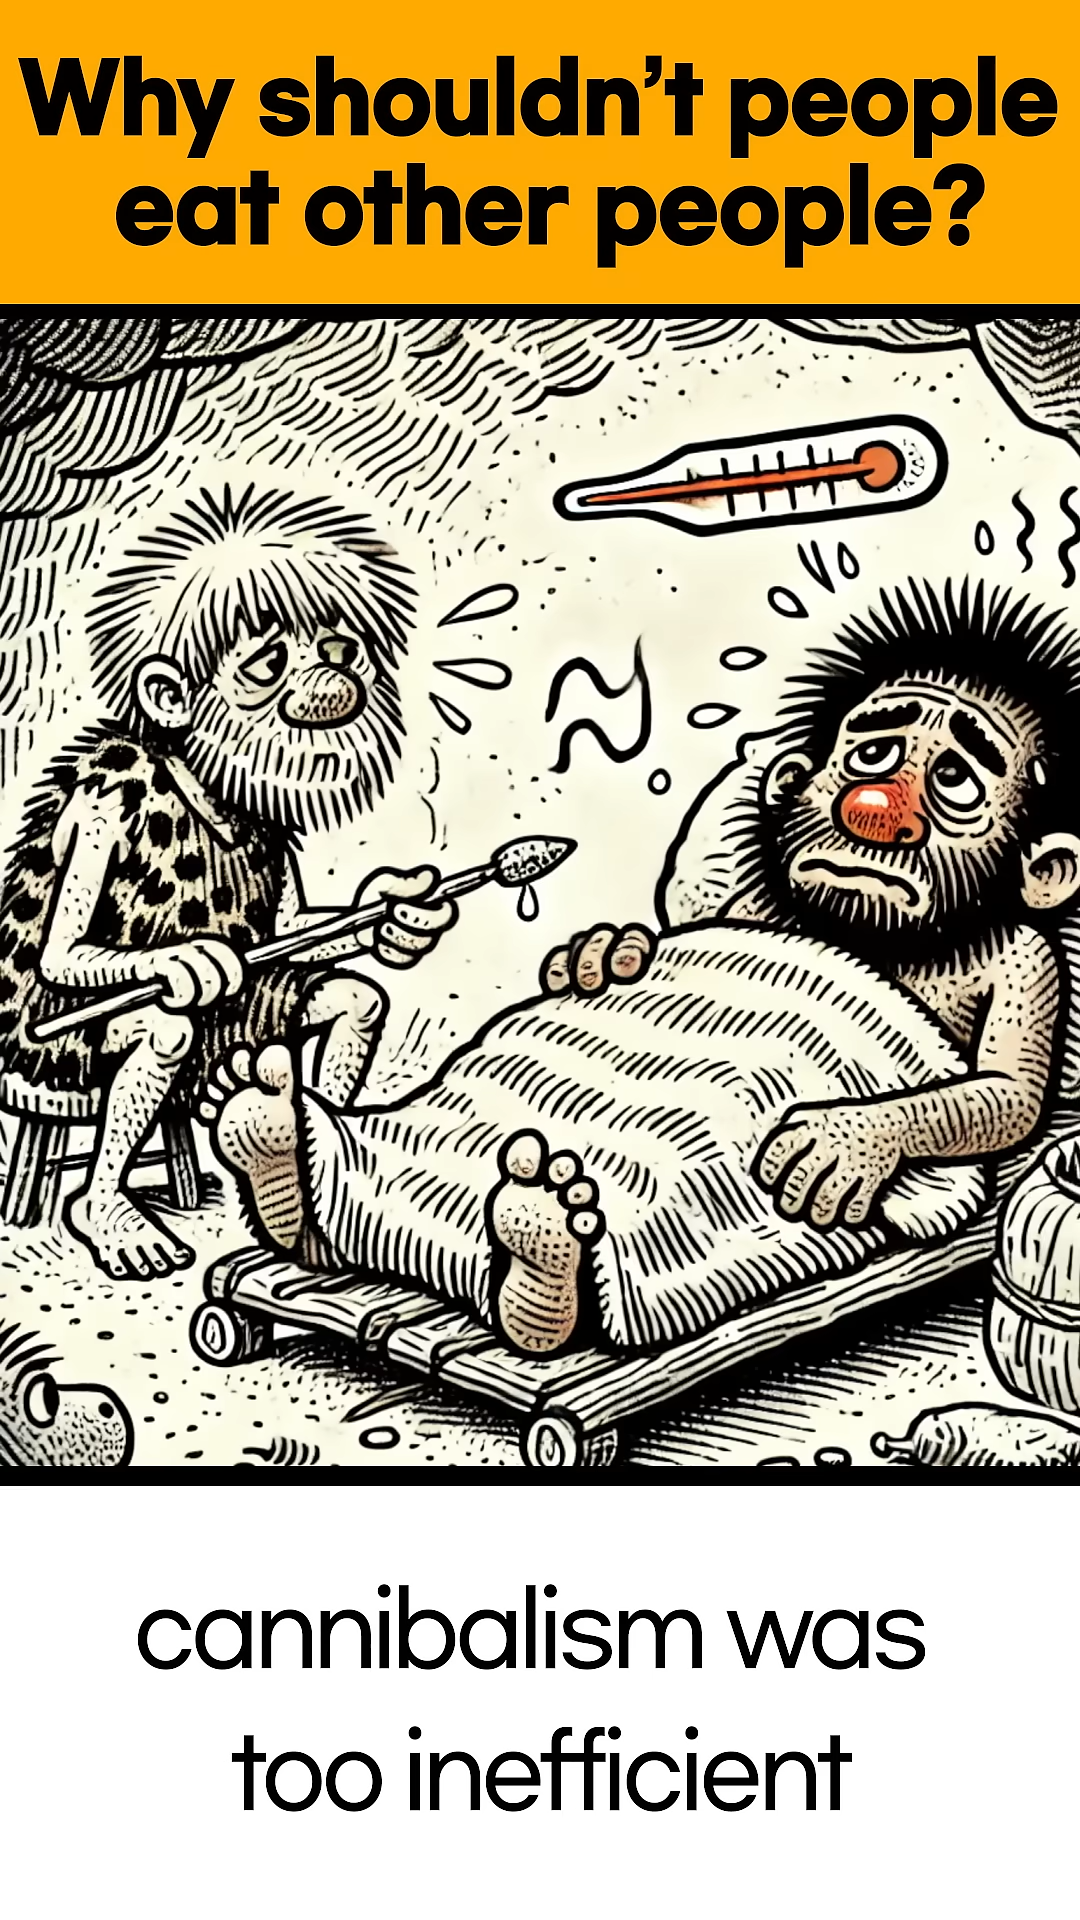 Why shouldn’t people
eat other people?
cannibalism was
too inefficient